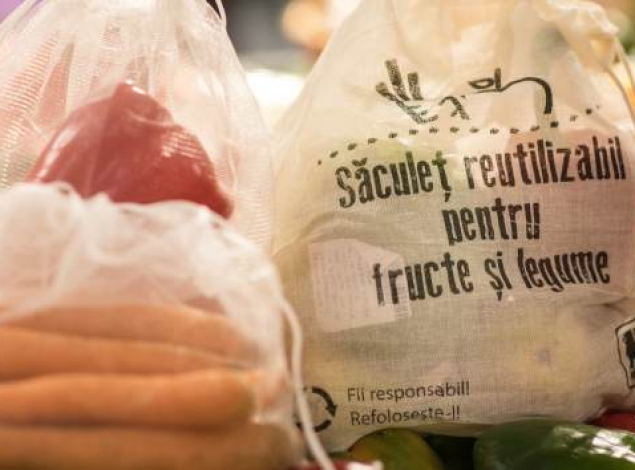 săculeț reutilizabil
pentru
fructe și legume
Fii responsabil!
Refolosește-l!